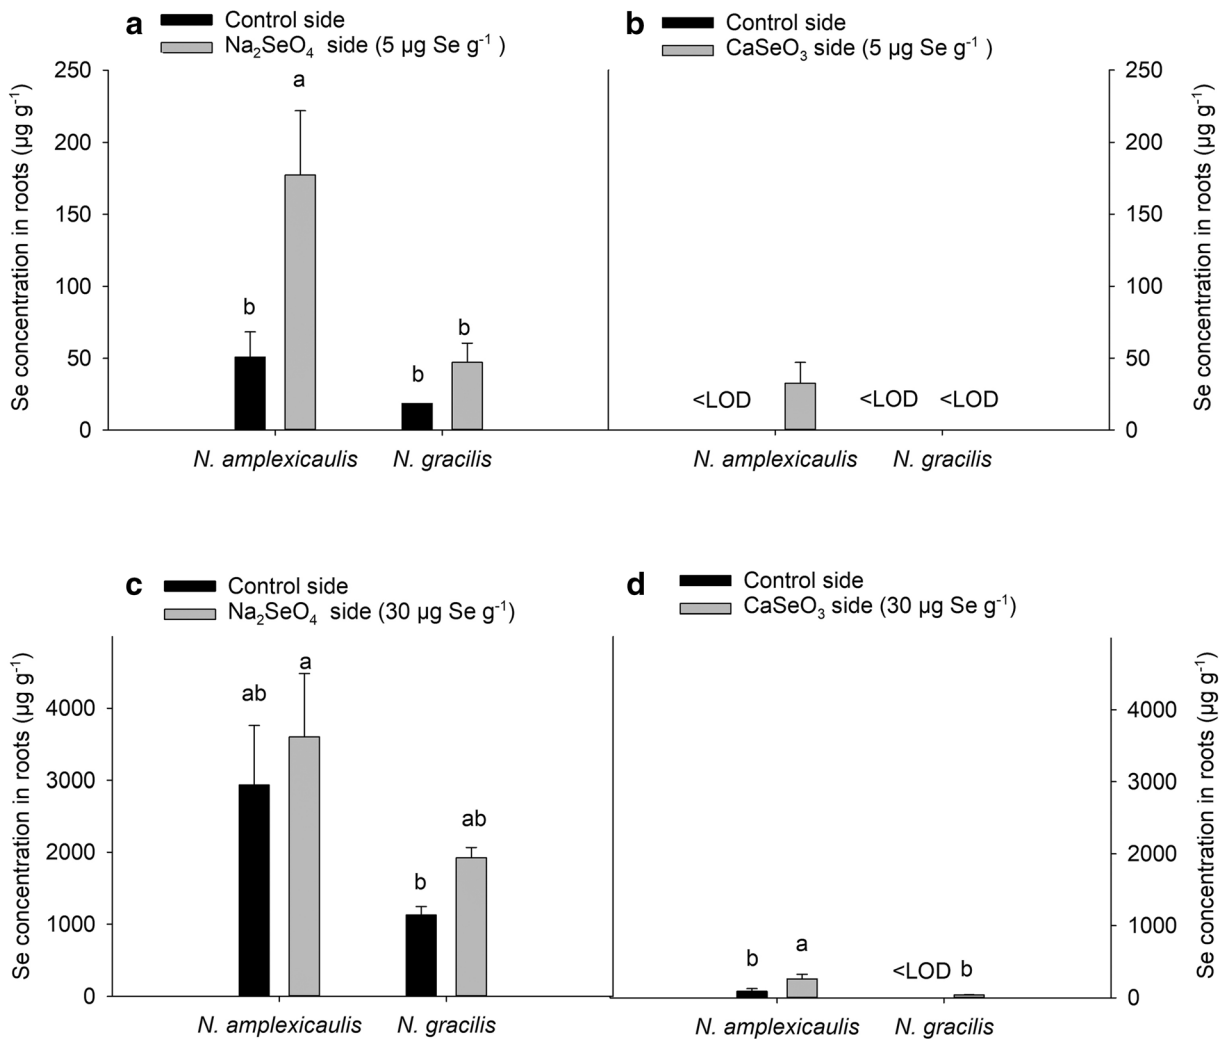 a
Control side
Na₂SeO₄ side (5 µg Se g⁻¹ )
Se concentration in roots (µg g⁻¹)
250
200
150
100
50
0
a
b
b
b
N. amplexicaulis
N. gracilis
b
Control side
CaSeO₃ side (5 µg Se g⁻¹ )
<LOD
<LOD
<LOD
N. amplexicaulis
N. gracilis
250
200
150
100
50
0
Se concentration in roots (µg g⁻¹)
c
Control side
Na₂SeO₄ side (30 µg Se g⁻¹)
Se concentration in roots (µg g⁻¹)
4000
3000
2000
1000
0
ab
a
b
ab
N. amplexicaulis
N. gracilis
d
Control side
CaSeO₃ side (30 µg Se g⁻¹)
b
a
<LOD
b
N. amplexicaulis
N. gracilis
4000
3000
2000
1000
0
Se concentration in roots (µg g⁻¹)